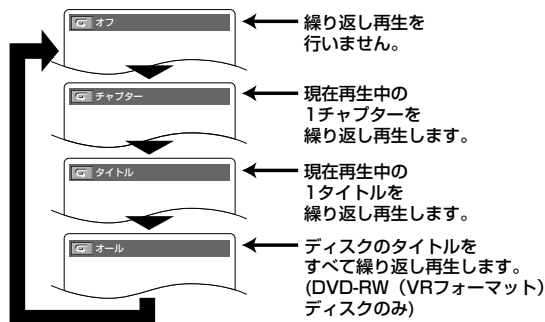 オフ
繰り返し再生を
行いません。
チャプター
現在再生中の
1チャプターを
繰り返し再生します。
タイトル
現在再生中の
1タイトルを
繰り返し再生します。
オール
ディスクのタイトルを
すべて繰り返し再生します。
(DVD-RW（VRフォーマット）
ディスクのみ)